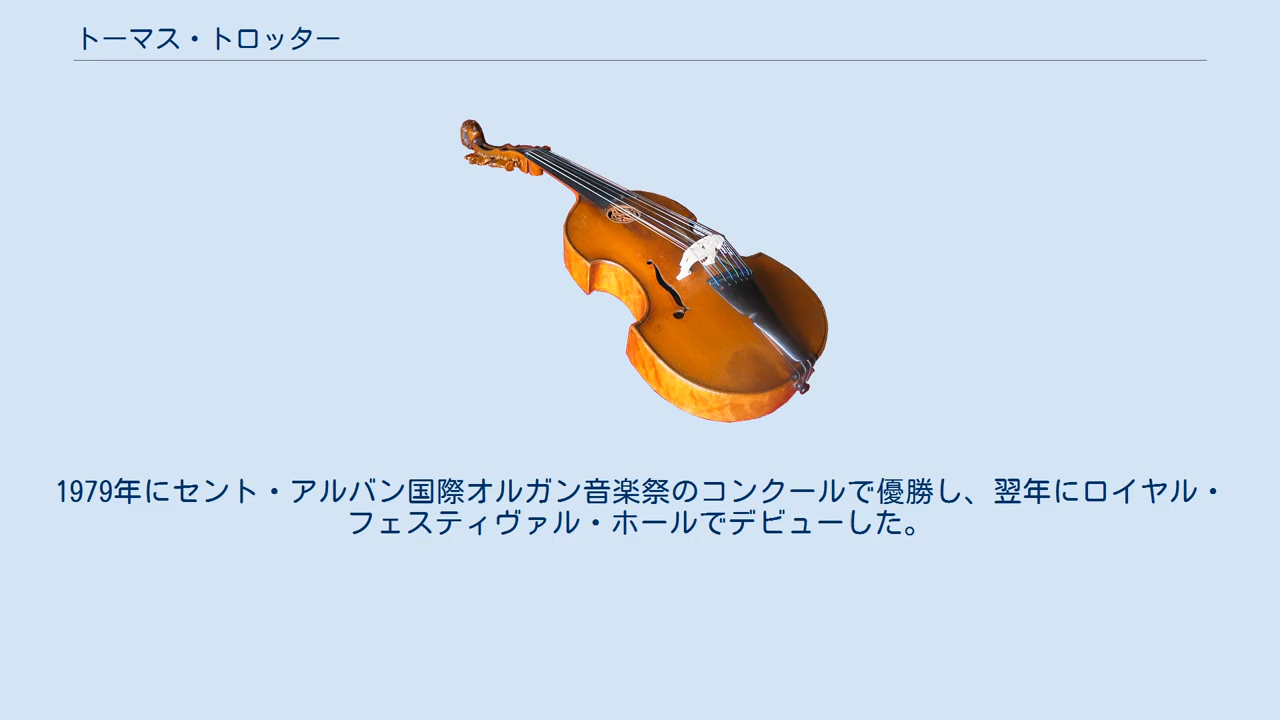 トーマス・トロッター
1979年にセント・アルバン国際オルガン音楽祭のコンクールで優勝し、翌年にロイヤル・
フェスティヴァル・ホールでデビューした。